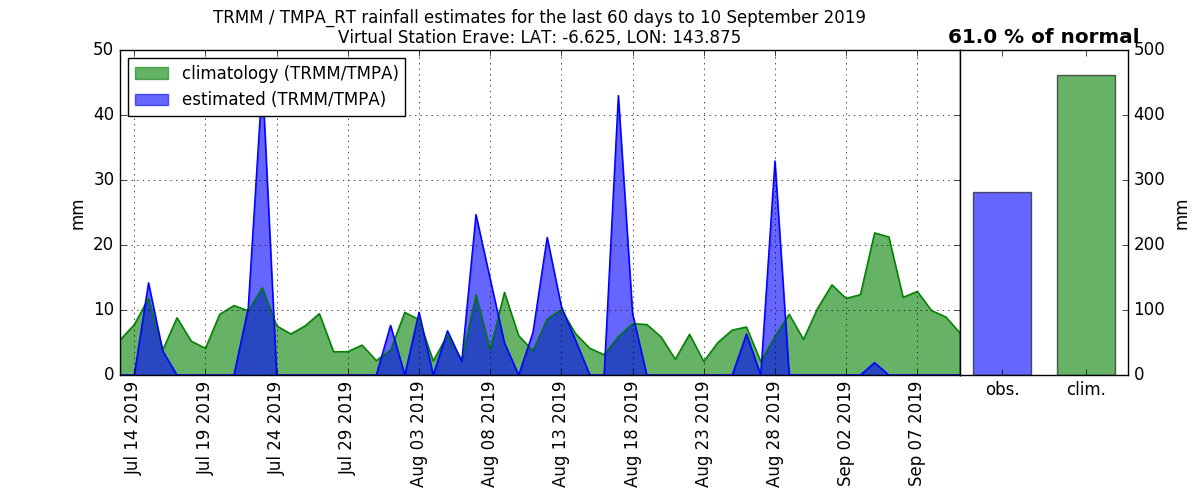 TRMM / TMPA_RT rainfall estimates for the last 60 days to 10 September 2019
Virtual Station Erave: LAT: -6.625, LON: 143.875
61.0 % of normal
climatology (TRMM/TMPA)
estimated (TRMM/TMPA)
50
40
30
20
10
0
mm
Jul 14 2019
Jul 19 2019
Jul 24 2019
Jul 29 2019
Aug 03 2019
Aug 08 2019
Aug 13 2019
Aug 18 2019
Aug 23 2019
Aug 28 2019
Sep 02 2019
Sep 07 2019
obs.
clim.
500
400
300
200
100
0
mm